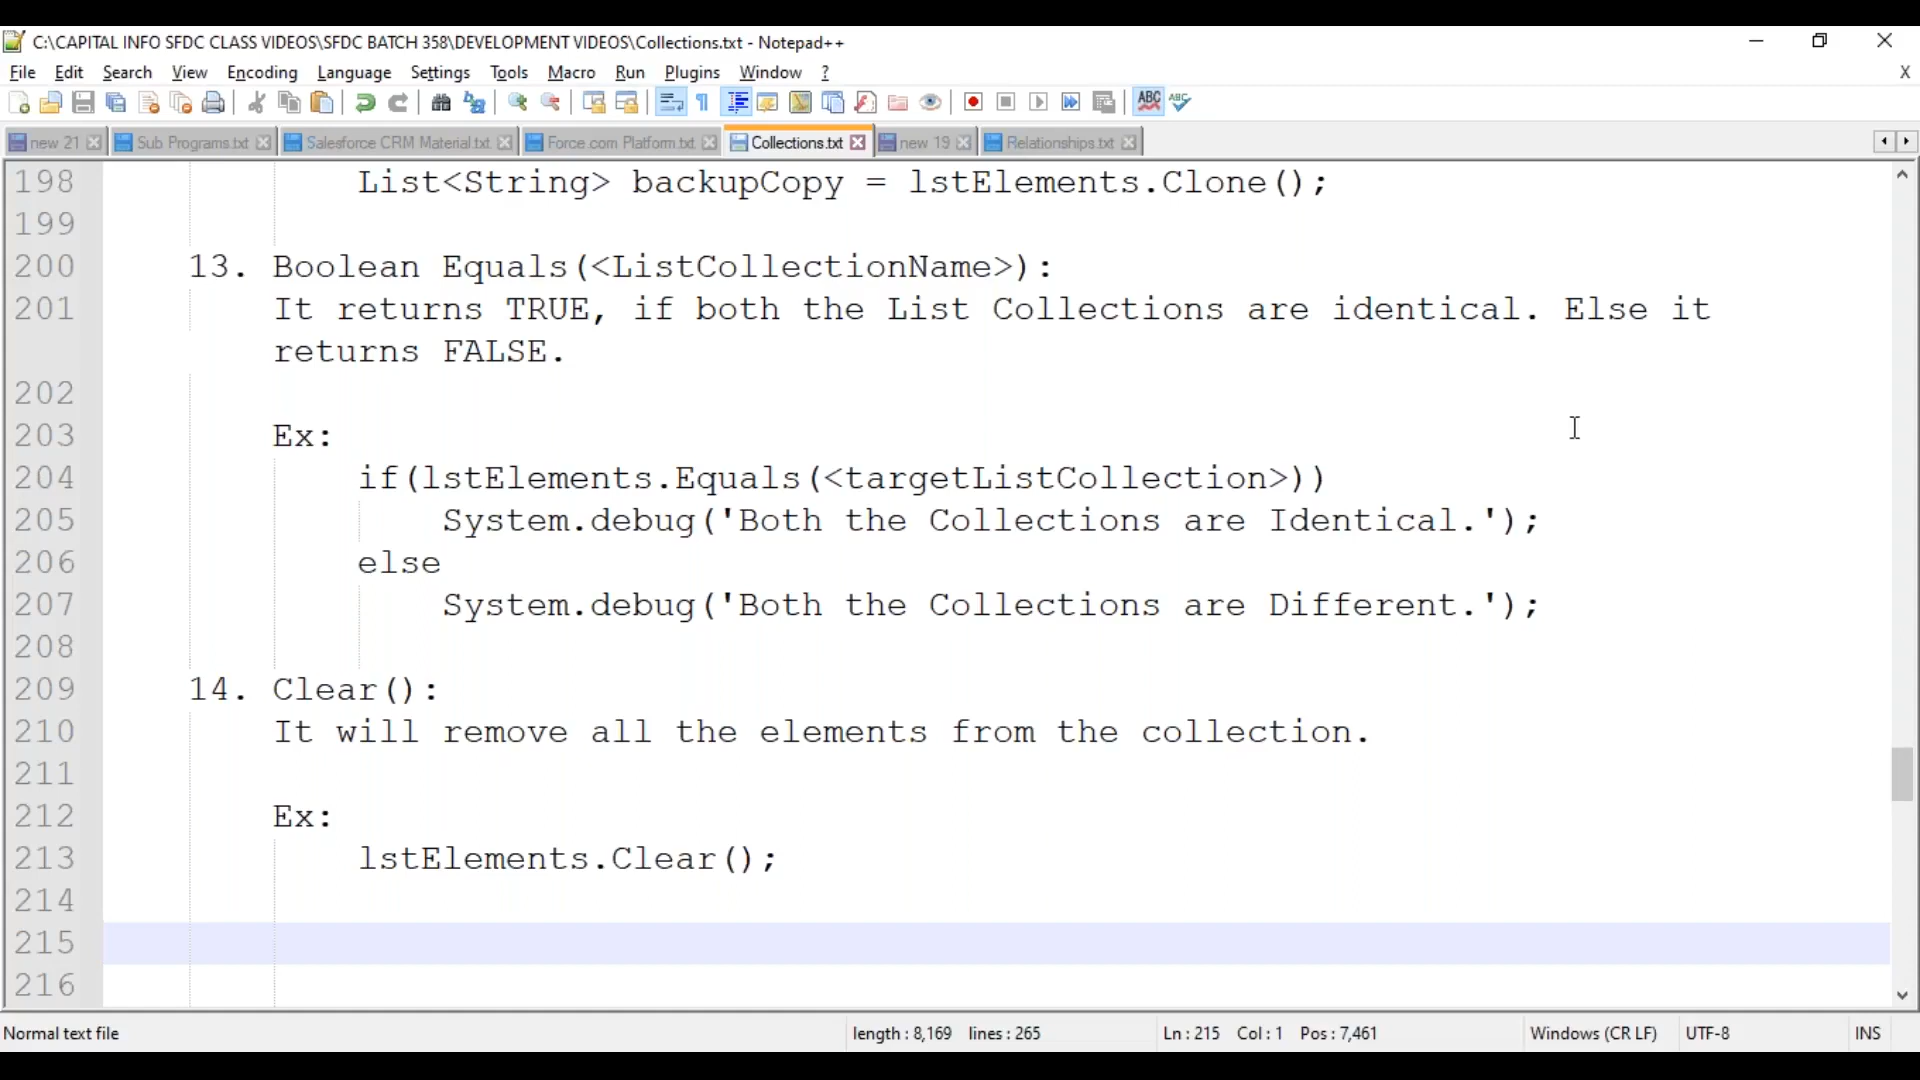 C:\CAPITAL INFO SFDC CLASS VIDEOS\SFDC BATCH 358\DEVELOPMENT VIDEOS\Collections.txt - Notepad++
File Edit Search View Encoding Language Settings Tools Macro Run Plugins Window ? X
new 21 Sub Programs.txt Salesforce CRM Material.txt Force.com Platform.txt Collections.txt new 19 Relationships.txt
198 List<String> backupCopy = lstElements.Clone();
199
200 13. Boolean Equals(<ListCollectionName>):
201 It returns TRUE, if both the List Collections are identical. Else it
returns FALSE.
202
203 Ex:
204 if(lstElements.Equals(<targetListCollection>))
205 System.debug('Both the Collections are Identical.');
206 else
207 System.debug('Both the Collections are Different.');
208
209 14. Clear():
210 It will remove all the elements from the collection.
211
212 Ex:
213 lstElements.Clear();
214
215
216
Normal text file length : 8,169 lines : 265 Ln : 215 Col : 1 Pos : 7,461 Windows (CR LF) UTF-8 INS